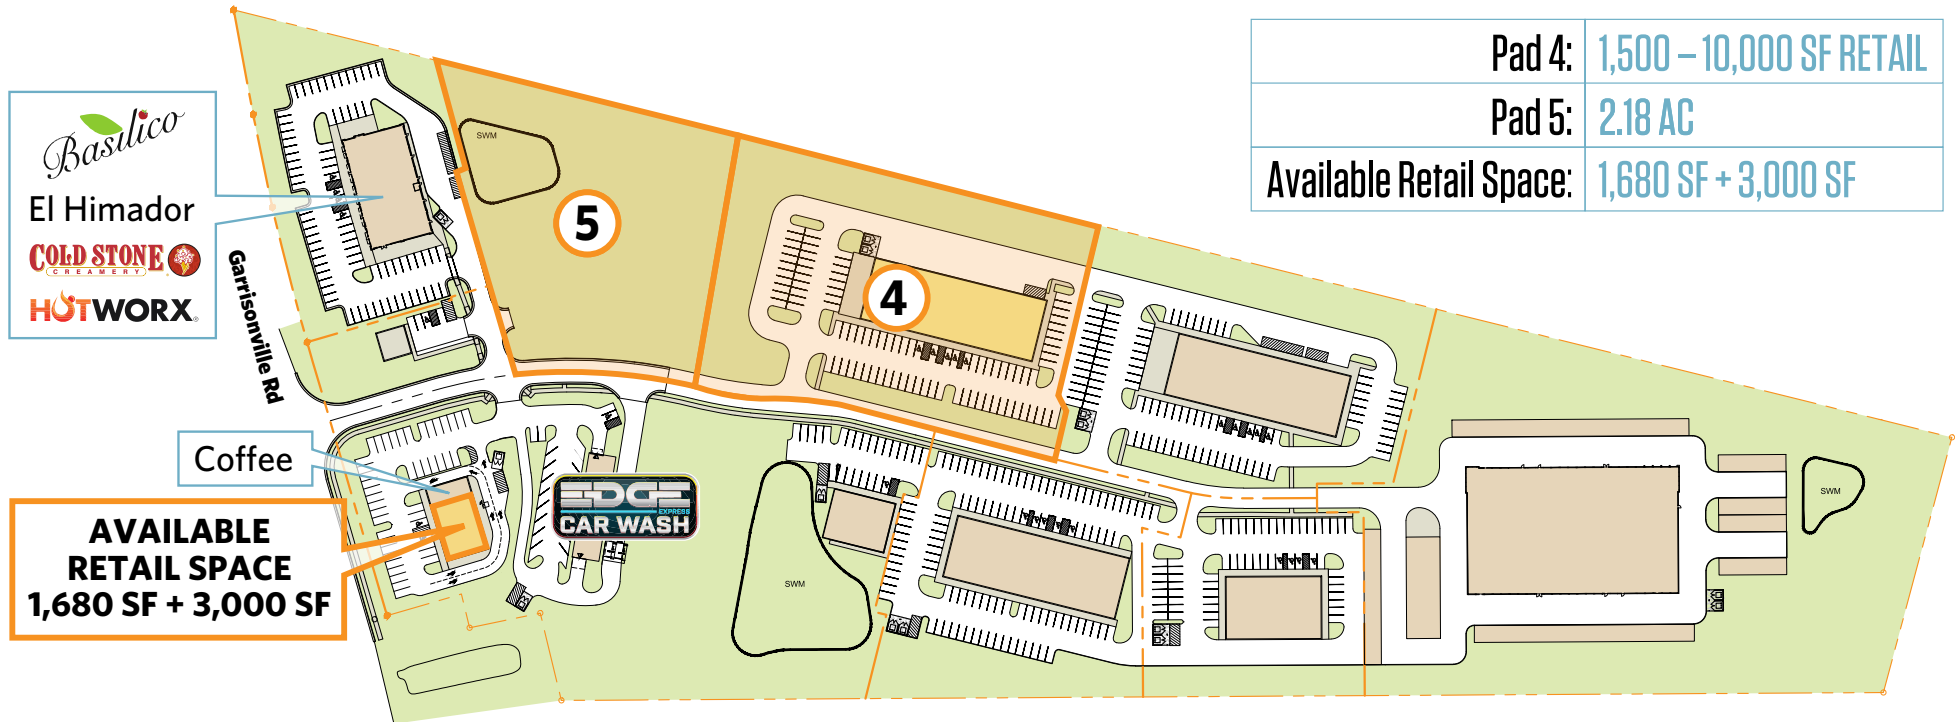 Pad 4: 1,500 – 10,000 SF RETAIL
Pad 5: 2.18 AC
Available Retail Space: 1,680 SF + 3,000 SF
Basilico
El Himador
COLD STONE
CREAMERY
HOTWORX
Garrisonville Rd
SWM
5
4
Coffee
AVAILABLE
RETAIL SPACE
1,680 SF + 3,000 SF
EDGE
EXPRESS
CAR WASH
SWM
SWM